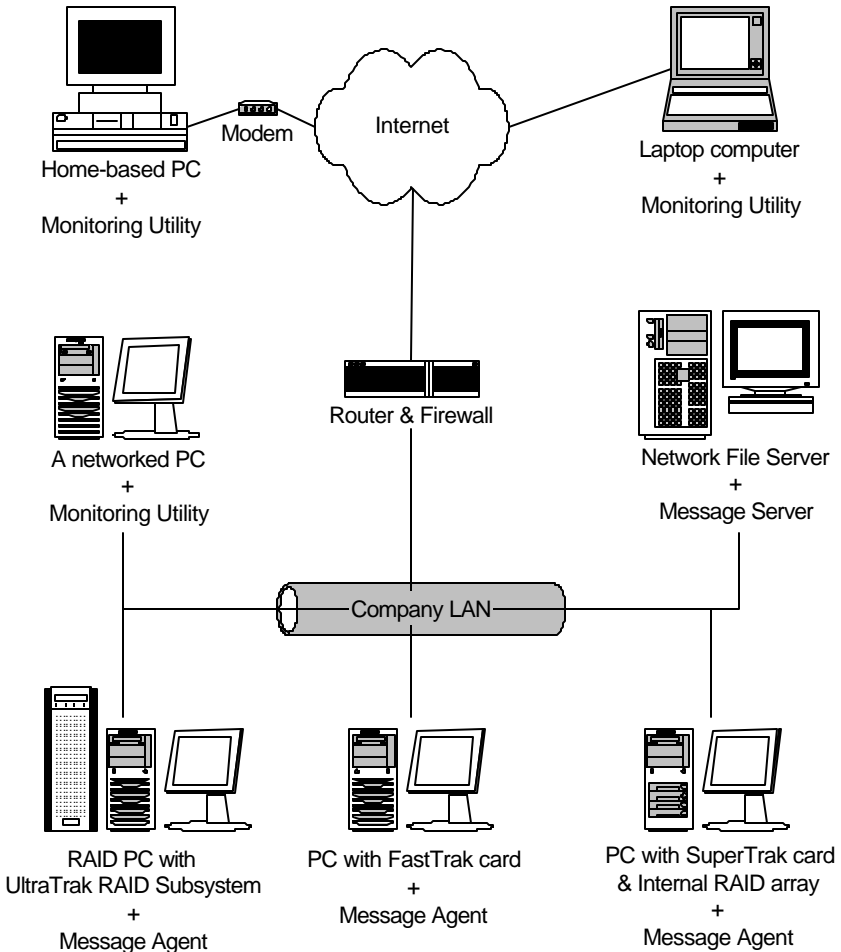 Internet
Modem
Home-based PC
+
Monitoring Utility
Laptop computer
+
Monitoring Utility
Router & Firewall
A networked PC
+
Monitoring Utility
Network File Server
+
Message Server
Company LAN
RAID PC with
UltraTrak RAID Subsystem
+
Message Agent
PC with FastTrak card
+
Message Agent
PC with SuperTrak card
& Internal RAID array
+
Message Agent